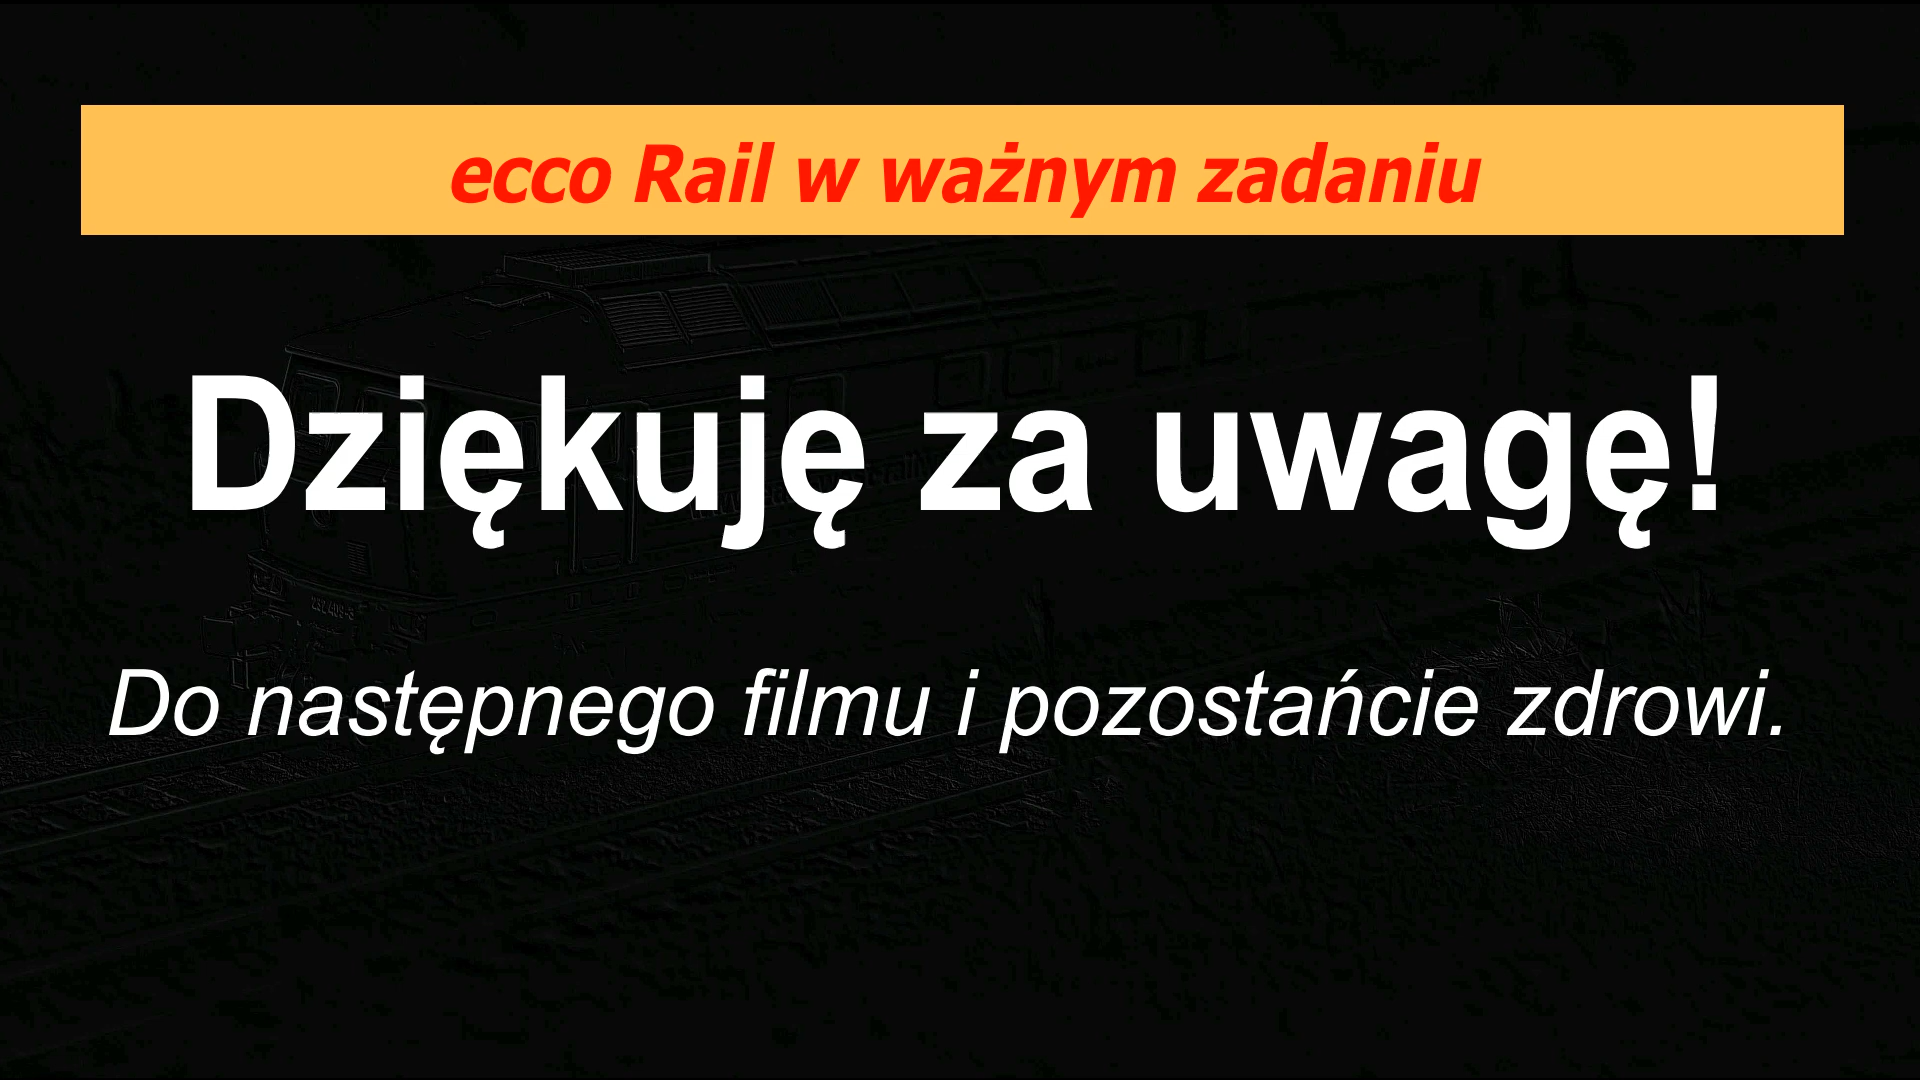 ecco Rail w ważnym zadaniu
Dziękuję za uwagę!
Do następnego filmu i pozostańcie zdrowi.